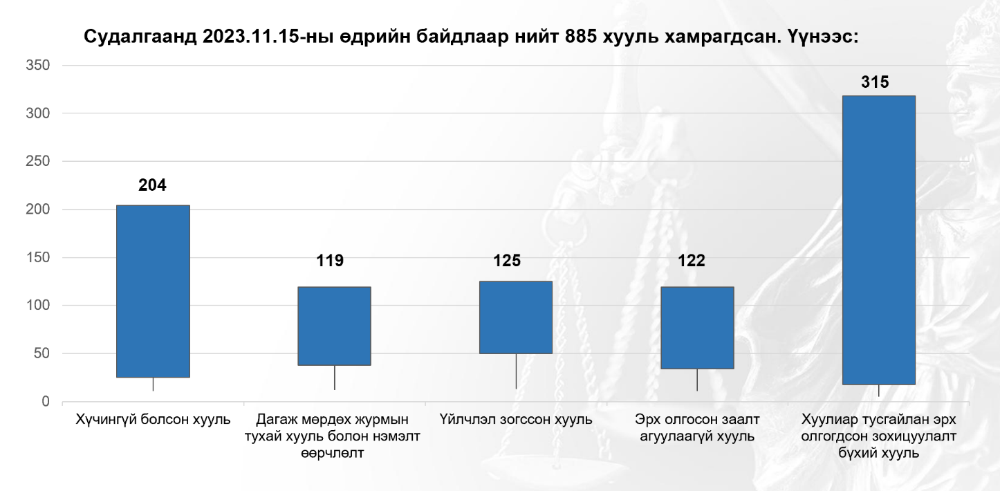 Судалгаанд 2023.11.15-ны өдрийн байдлаар нийт 885 хууль хамрагдсан. Үүнээс:
350
300
250
200
150
100
50
0
204
119
125
122
315
Хүчингүй болсон хууль
Дагаж мөрдөх журмын
тухай хууль болон нэмэлт
өөрчлөлт
Үйлчлэл зогссон хууль
Эрх олгосон заалт
агуулаагүй хууль
Хуулиар тусгайлан эрх
олгогдсон зохицуулалт
бүхий хууль